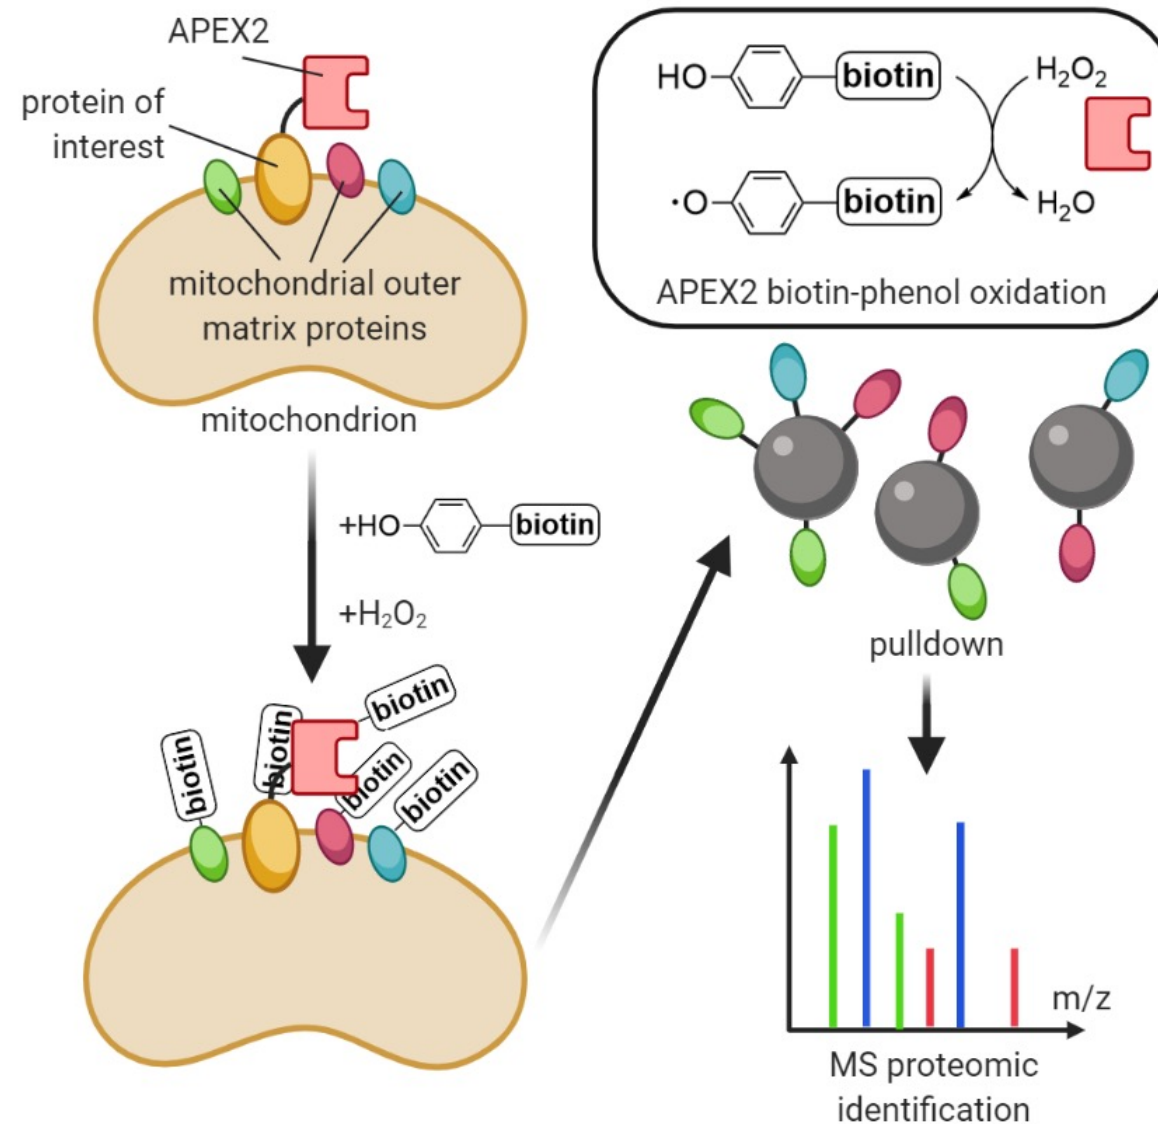 APEX2
protein of
interest
mitochondrial outer
matrix proteins
mitochondrion
+HO biotin
+H₂O₂
biotin
biotin
biotin
biotin
biotin
HO biotin H₂O₂
·O biotin H₂O
APEX2 biotin-phenol oxidation
pulldown
m/z
MS proteomic
identification